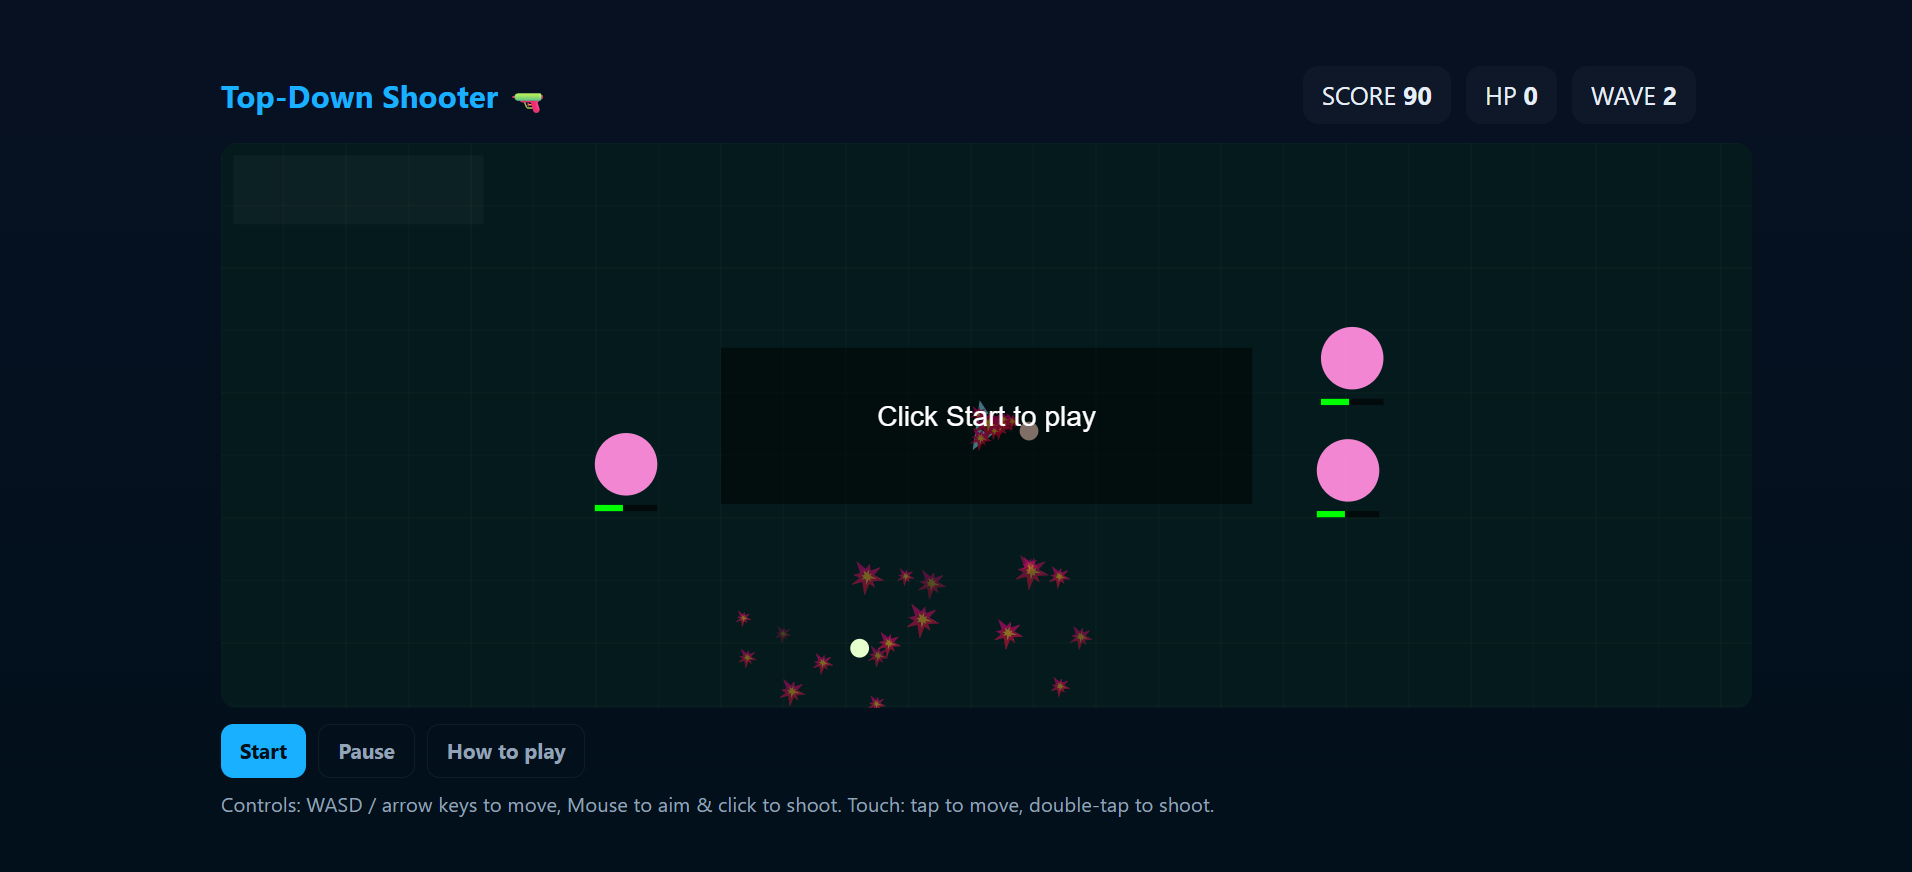 Top-Down Shooter
SCORE 90
HP 0
WAVE 2
Click Start to play
Start
Pause
How to play
Controls: WASD / arrow keys to move, Mouse to aim & click to shoot. Touch: tap to move, double-tap to shoot.